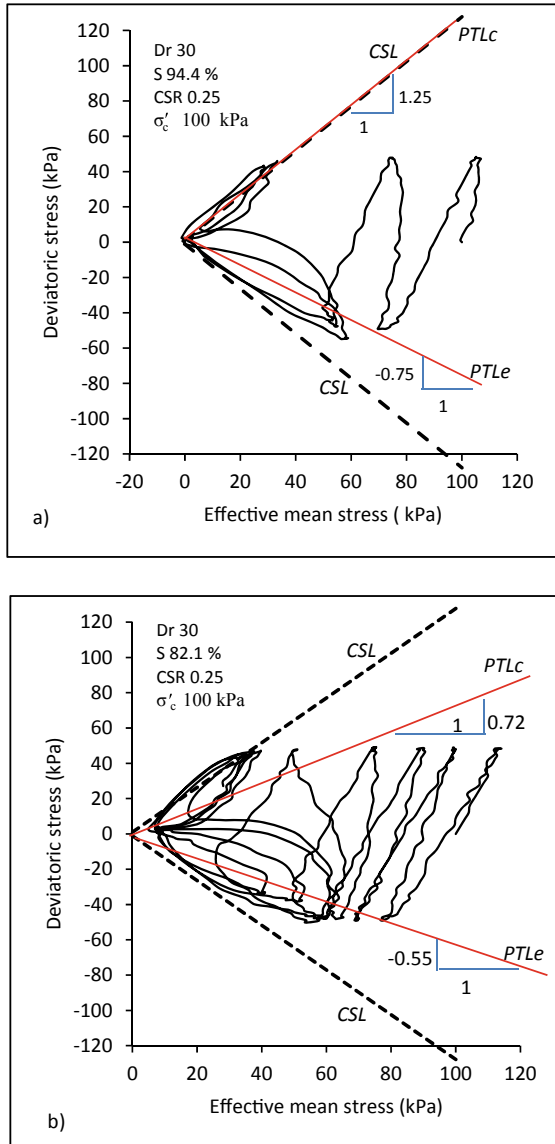 Dr 30
S 94.4 %
CSR 0.25
σ′c 100 kPa
CSL
PTLc
1.25
1
120
100
80
60
40
20
0
-20
-40
-60
-80
-100
-120
Deviatoric stress (kPa)
-0.75
1
PTLe
CSL
-20 0 20 40 60 80 100 120
Effective mean stress ( kPa)
a)
Dr 30
S 82.1 %
CSR 0.25
σ′c 100 kPa
CSL
PTLc
1
0.72
120
100
80
60
40
20
0
-20
-40
-60
-80
-100
-120
Deviatoric stress (kPa)
-0.55
1
PTLe
CSL
0 20 40 60 80 100 120
Effective mean stress (kPa)
b)